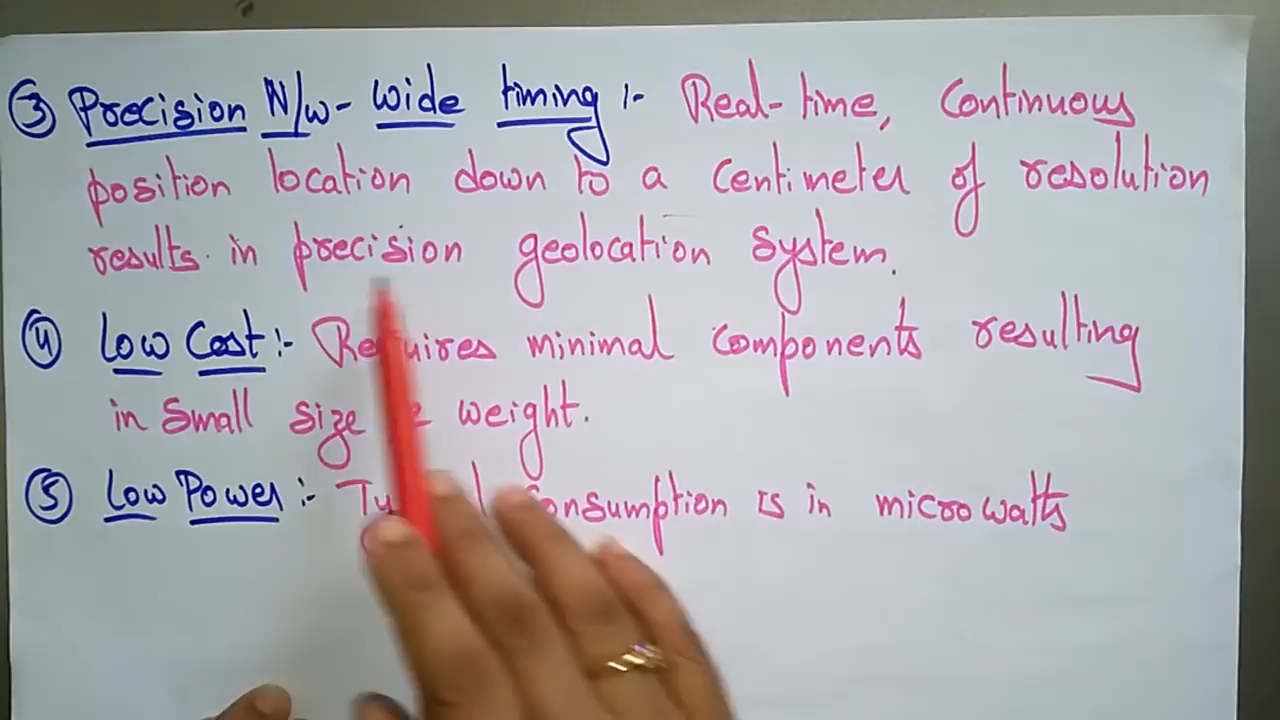 ③ Precision N/w- wide timing :- Real-time, Continuous
position location down to a centimeter of resolution
results in precision geolocation system.
④ Low Cost :- Requires minimal components resulting
in small size weight.
⑤ Low Power :- consumption is in microwatts